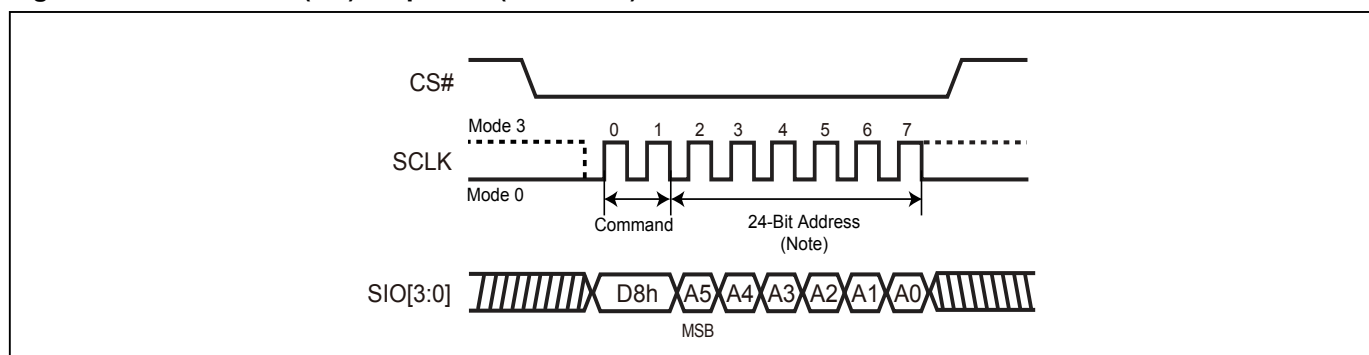 CS#
Mode 3
0 1 2 3 4 5 6 7
SCLK
Mode 0
Command
24-Bit Address
(Note)
SIO[3:0]
D8h A5 A4 A3 A2 A1 A0
MSB